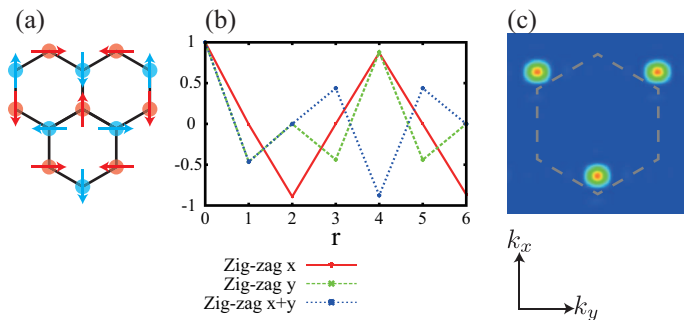 (a)
(b)
(c)
1
0.5
0
-0.5
-1
0 1 2 3 4 5 6
r
Zig-zag x
Zig-zag y
Zig-zag x+y
k_x
k_y